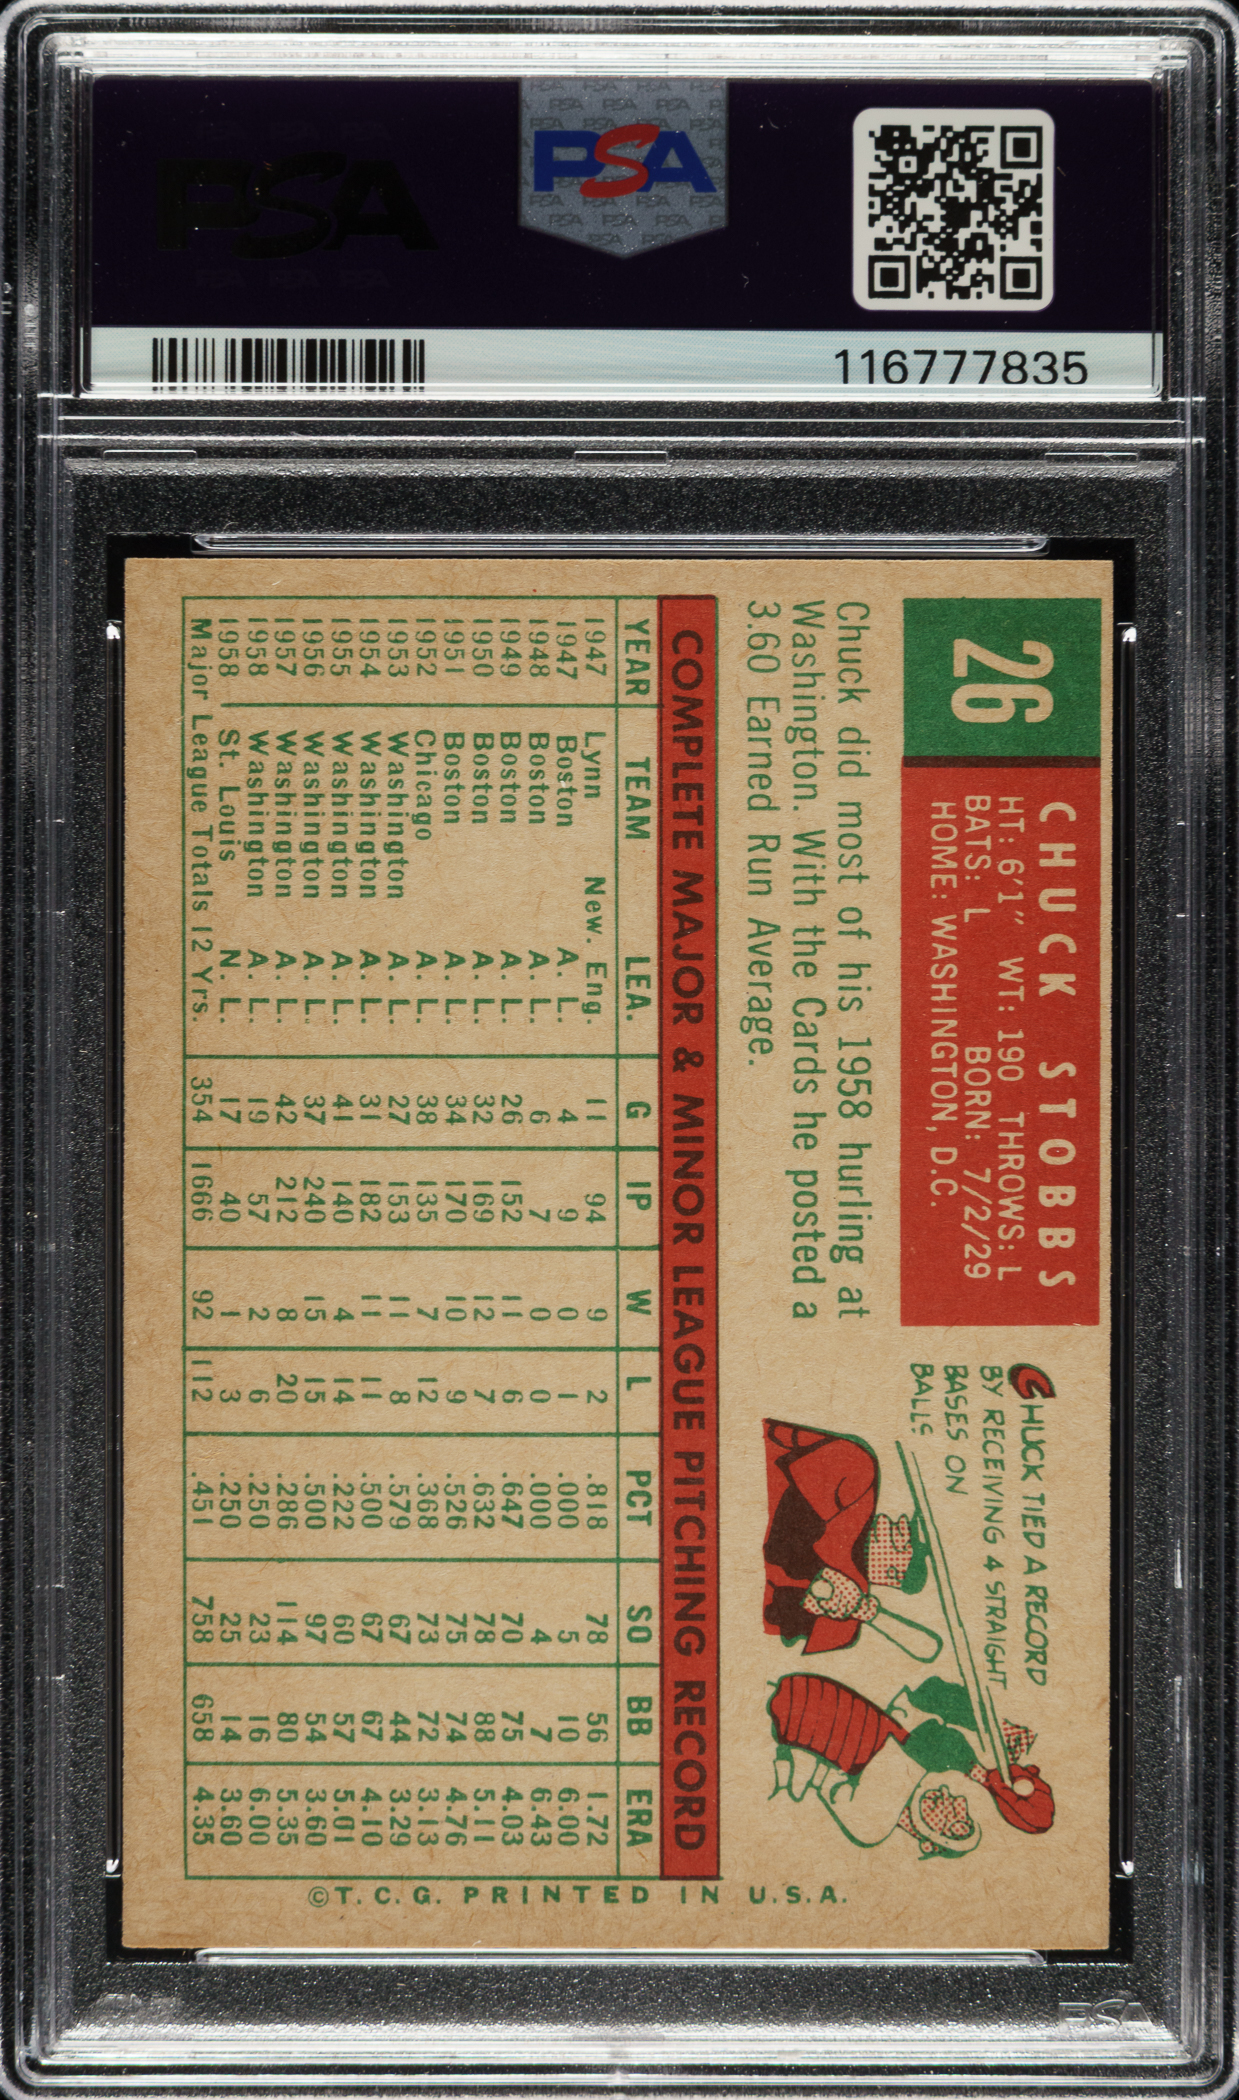 PSA
PSA
116777835
26
CHUCK STOBBS
HT: 6'1" WT: 190 THROWS: L
BATS: L BORN: 7/2/29
HOME: WASHINGTON, D.C.
Chuck did most of his 1958 hurling at
Washington. With the Cards he posted a
3.60 Earned Run Average.
CHUCK TIED A RECORD
BY RECEIVING 4 STRAIGHT
BASES ON
BALLS
COMPLETE MAJOR & MINOR LEAGUE PITCHING RECORD
YEAR TEAM LEA. G IP W L PCT SO BB ERA
1947 Lynn New. Eng. 11 94 9 2 .818 78 56 1.72
1947 Boston A. L. 4 9 0 1 .000 5 10 6.00
1948 Boston A. L. 6 7 0 0 .000 4 7 6.43
1949 Boston A. L. 26 152 11 6 .647 70 75 4.03
1950 Boston A. L. 32 169 12 7 .632 78 88 5.11
1951 Boston A. L. 34 170 10 9 .526 75 74 4.76
1952 Chicago A. L. 38 135 7 12 .368 73 72 3.13
1953 Washington A. L. 27 153 11 8 .579 67 44 3.29
1954 Washington A. L. 31 182 11 11 .500 67 67 4.10
1955 Washington A. L. 41 140 4 14 .222 60 57 5.01
1956 Washington A. L. 37 240 15 15 .500 97 54 3.60
1957 Washington A. L. 42 212 8 20 .286 114 80 5.35
1958 Washington A. L. 19 57 2 6 .250 23 16 6.00
1958 St. Louis N. L. 17 40 1 3 .250 25 14 3.60
Major League Totals 12 Yrs. 354 1666 92 112 .451 758 658 4.35
©T.C.G. PRINTED IN U.S.A.
PSA